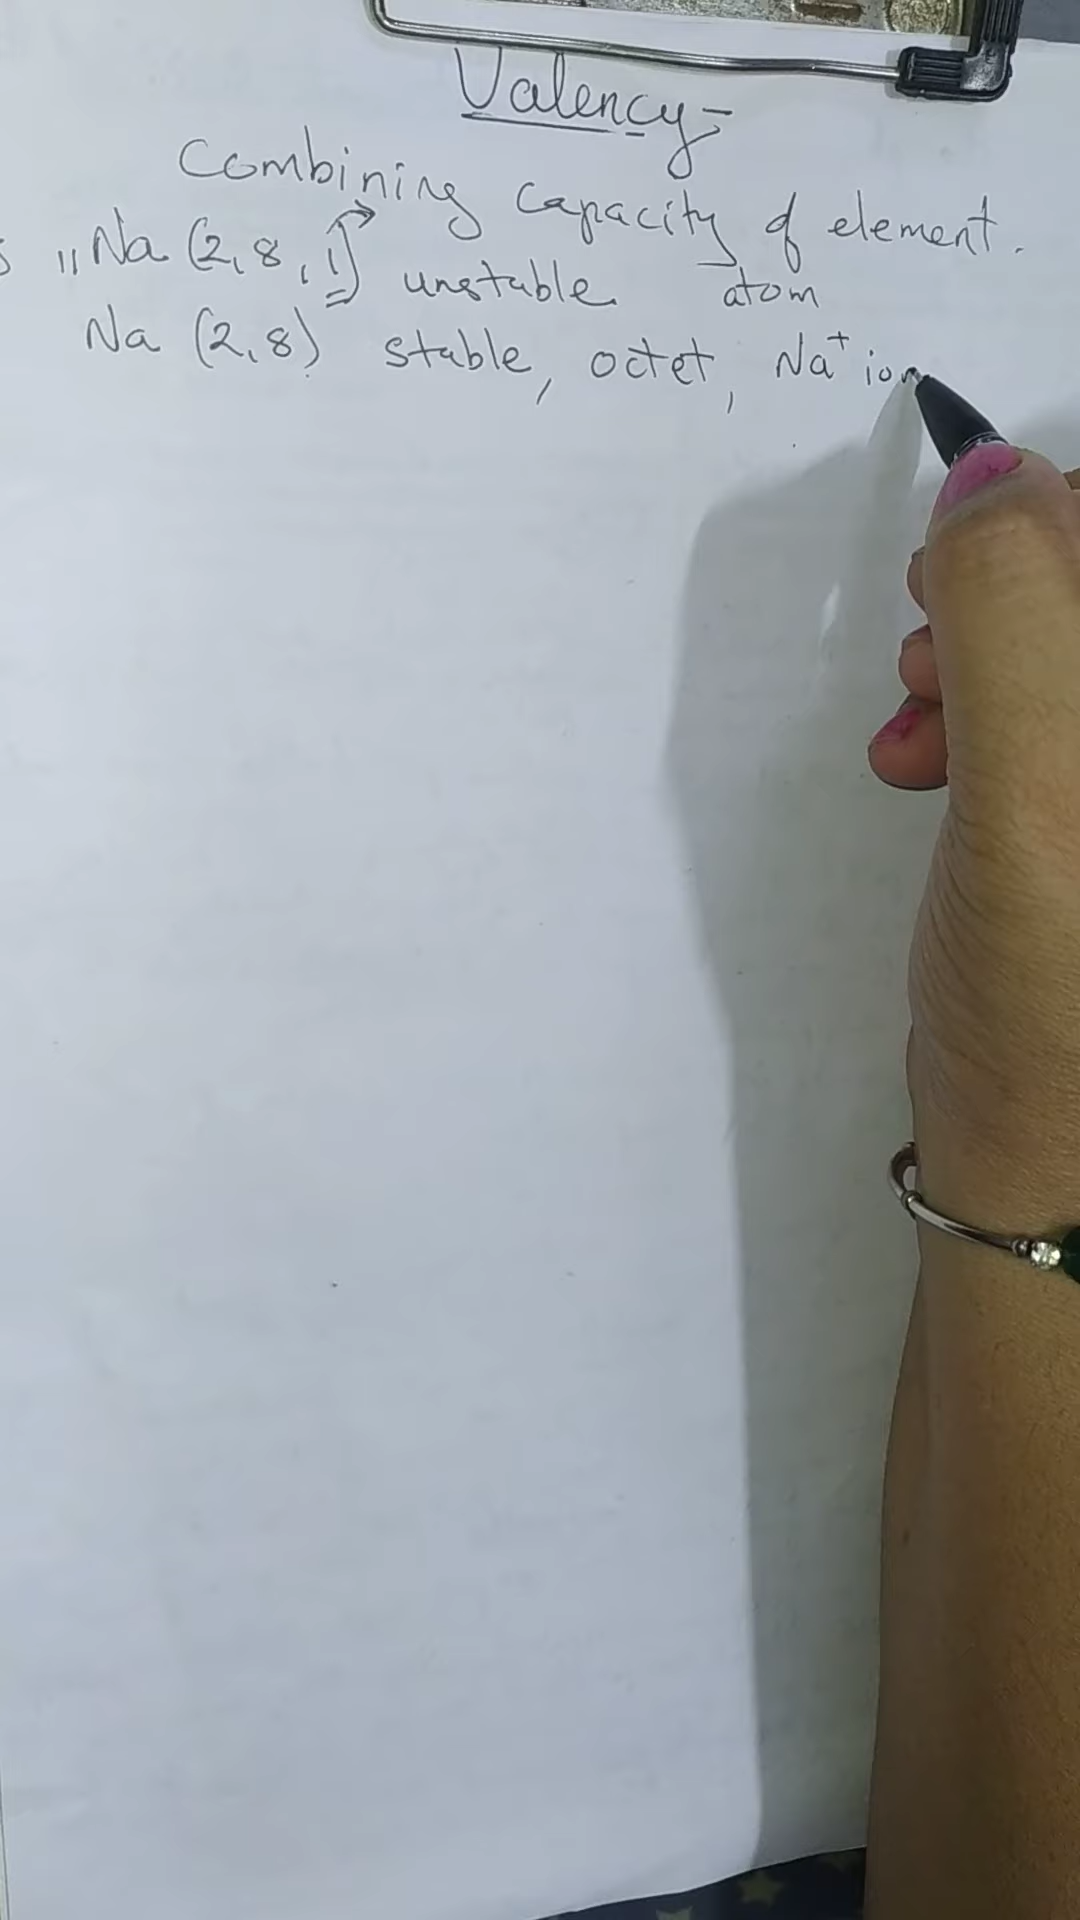 Valency-
Combining capacity of element.
11Na (2,8,1) unstable atom
Na (2,8) stable, octet, Na+ ion